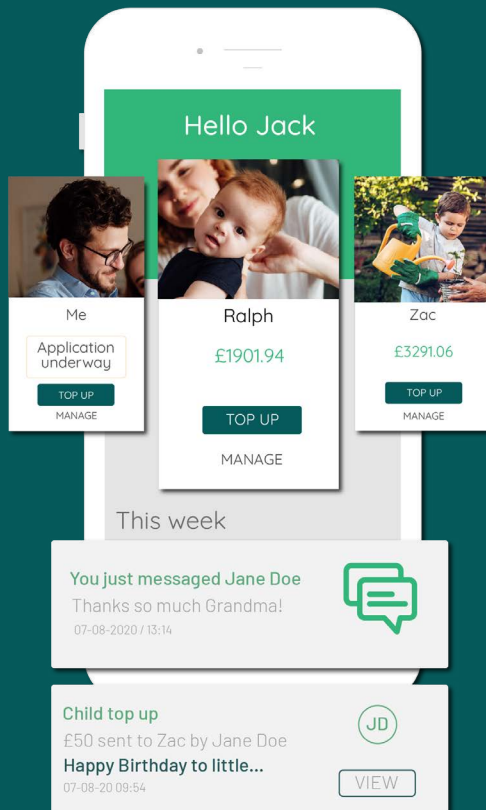 Hello Jack
Me
Application
underway
TOP UP
MANAGE
Ralph
£1901.94
TOP UP
MANAGE
Zac
£3291.06
TOP UP
MANAGE
This week
You just messaged Jane Doe
Thanks so much Grandma!
07-08-2020 / 13:14
Child top up
£50 sent to Zac by Jane Doe
Happy Birthday to little...
07-08-20 09:54
JD
VIEW